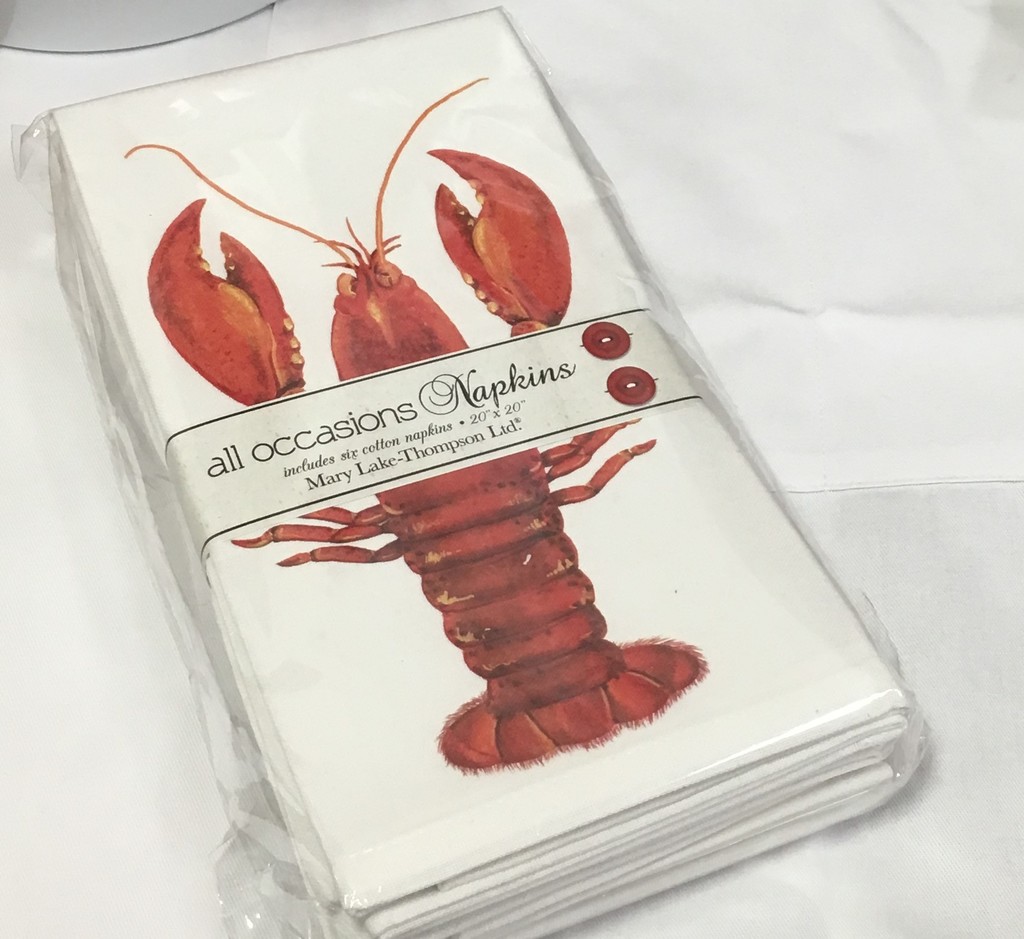 all occasions Napkins
includes six cotton napkins • 20" x 20"
Mary Lake-Thompson Ltd.®